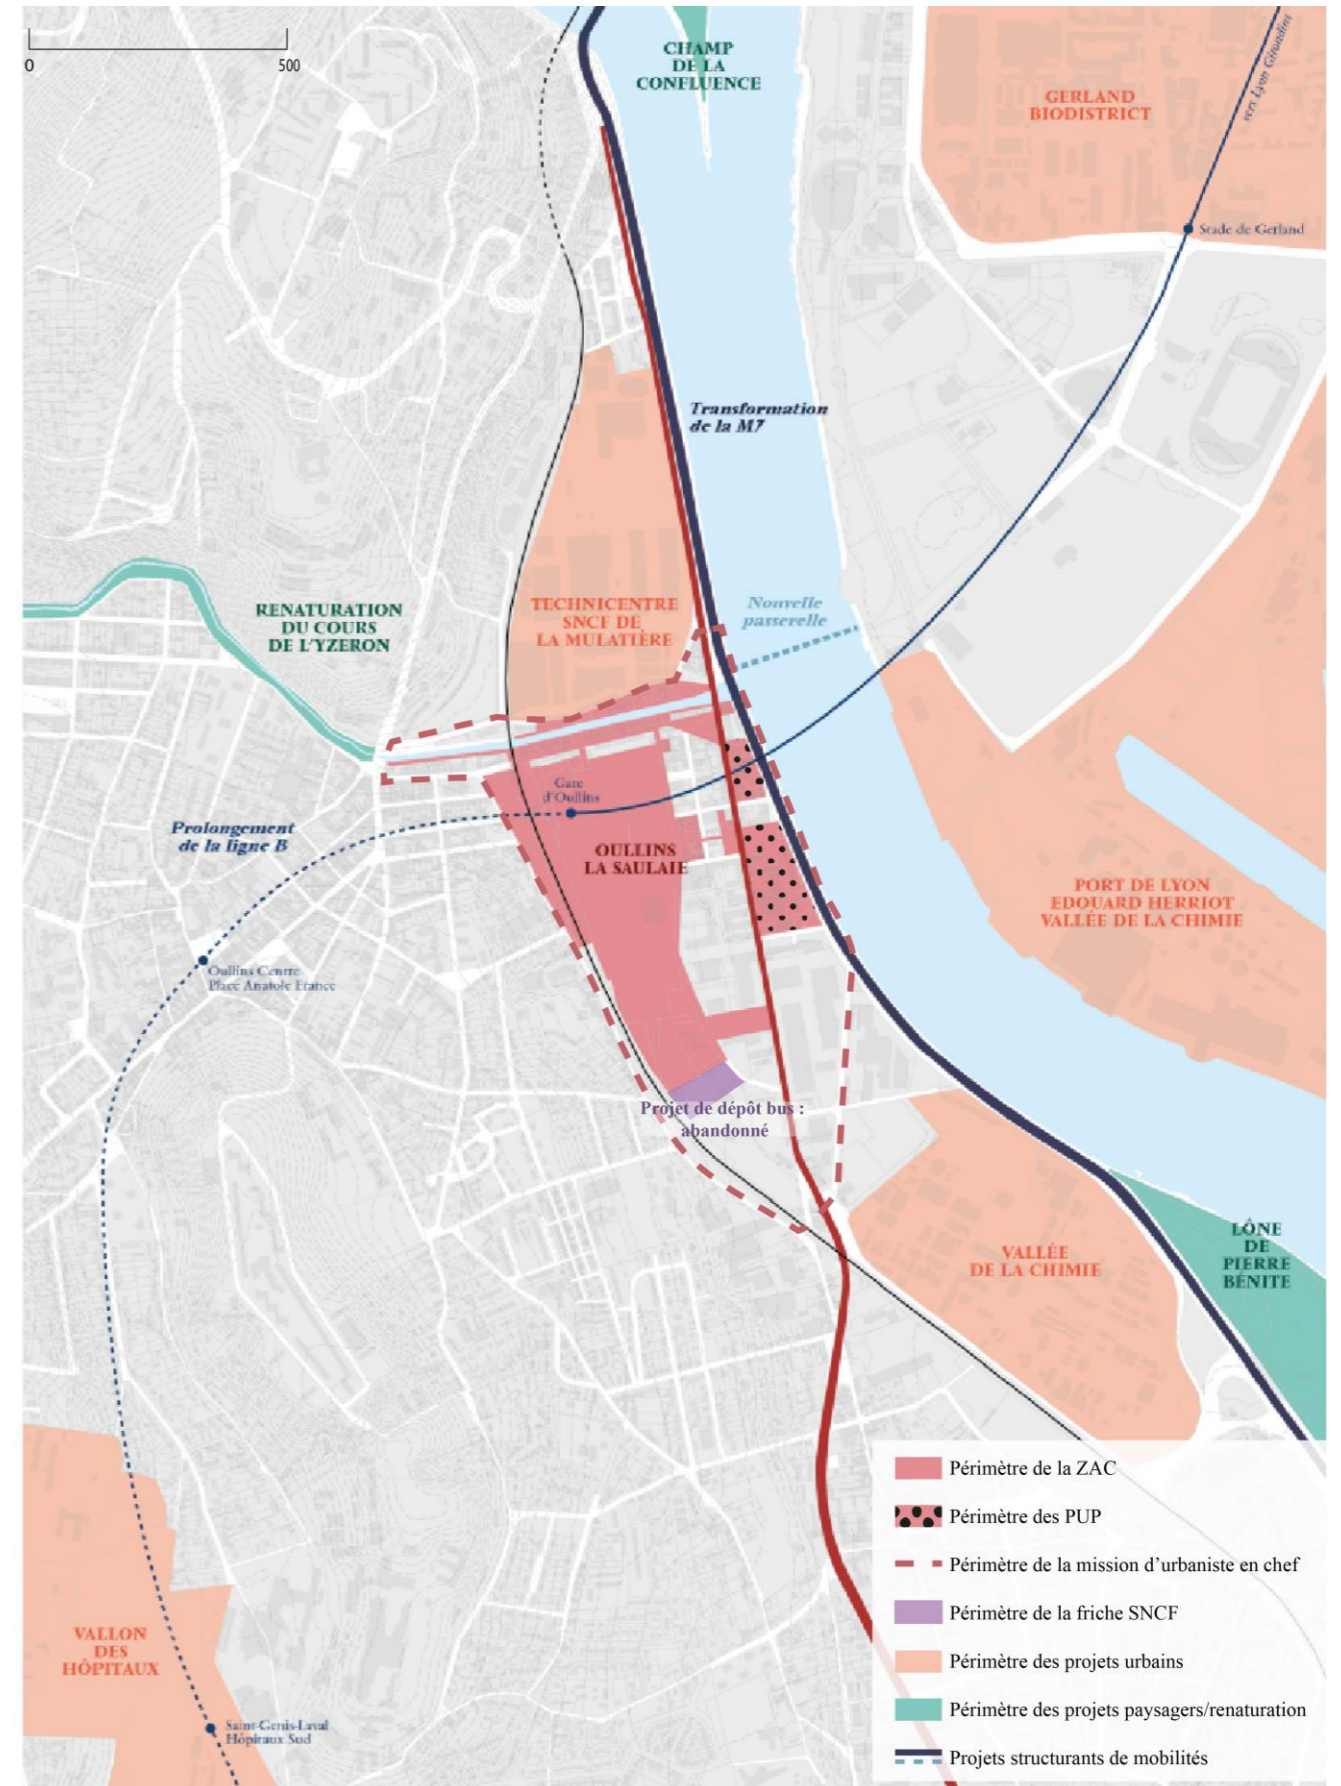 0
500
CHAMP
DE LA
CONFLUENCE
GERLAND
BIODISTRICT
vers Lyon Girondins
Stade de Gerland
Transformation
de la M7
RENATURATION
DU COURS
DE L'YZERON
TECHNICENTRE
SNCF DE
LA MULATIÈRE
Nouvelle
passerelle
Gare
d'Oullins
Prolongement
de la ligne B
OULLINS
LA SAULAIE
PORT DE LYON
EDOUARD HERRIOT
VALLÉE DE LA CHIMIE
Oullins Centre
Place Anatole France
Projet de dépôt bus :
abandonné
VALLÉE
DE LA CHIMIE
LÔNE
DE
PIERRE
BÉNITE
VALLON
DES
HÔPITAUX
Saint-Genis-Laval
Hôpitaux Sud
Périmètre de la ZAC
Périmètre des PUP
Périmètre de la mission d'urbaniste en chef
Périmètre de la friche SNCF
Périmètre des projets urbains
Périmètre des projets paysagers/renaturation
Projets structurants de mobilités